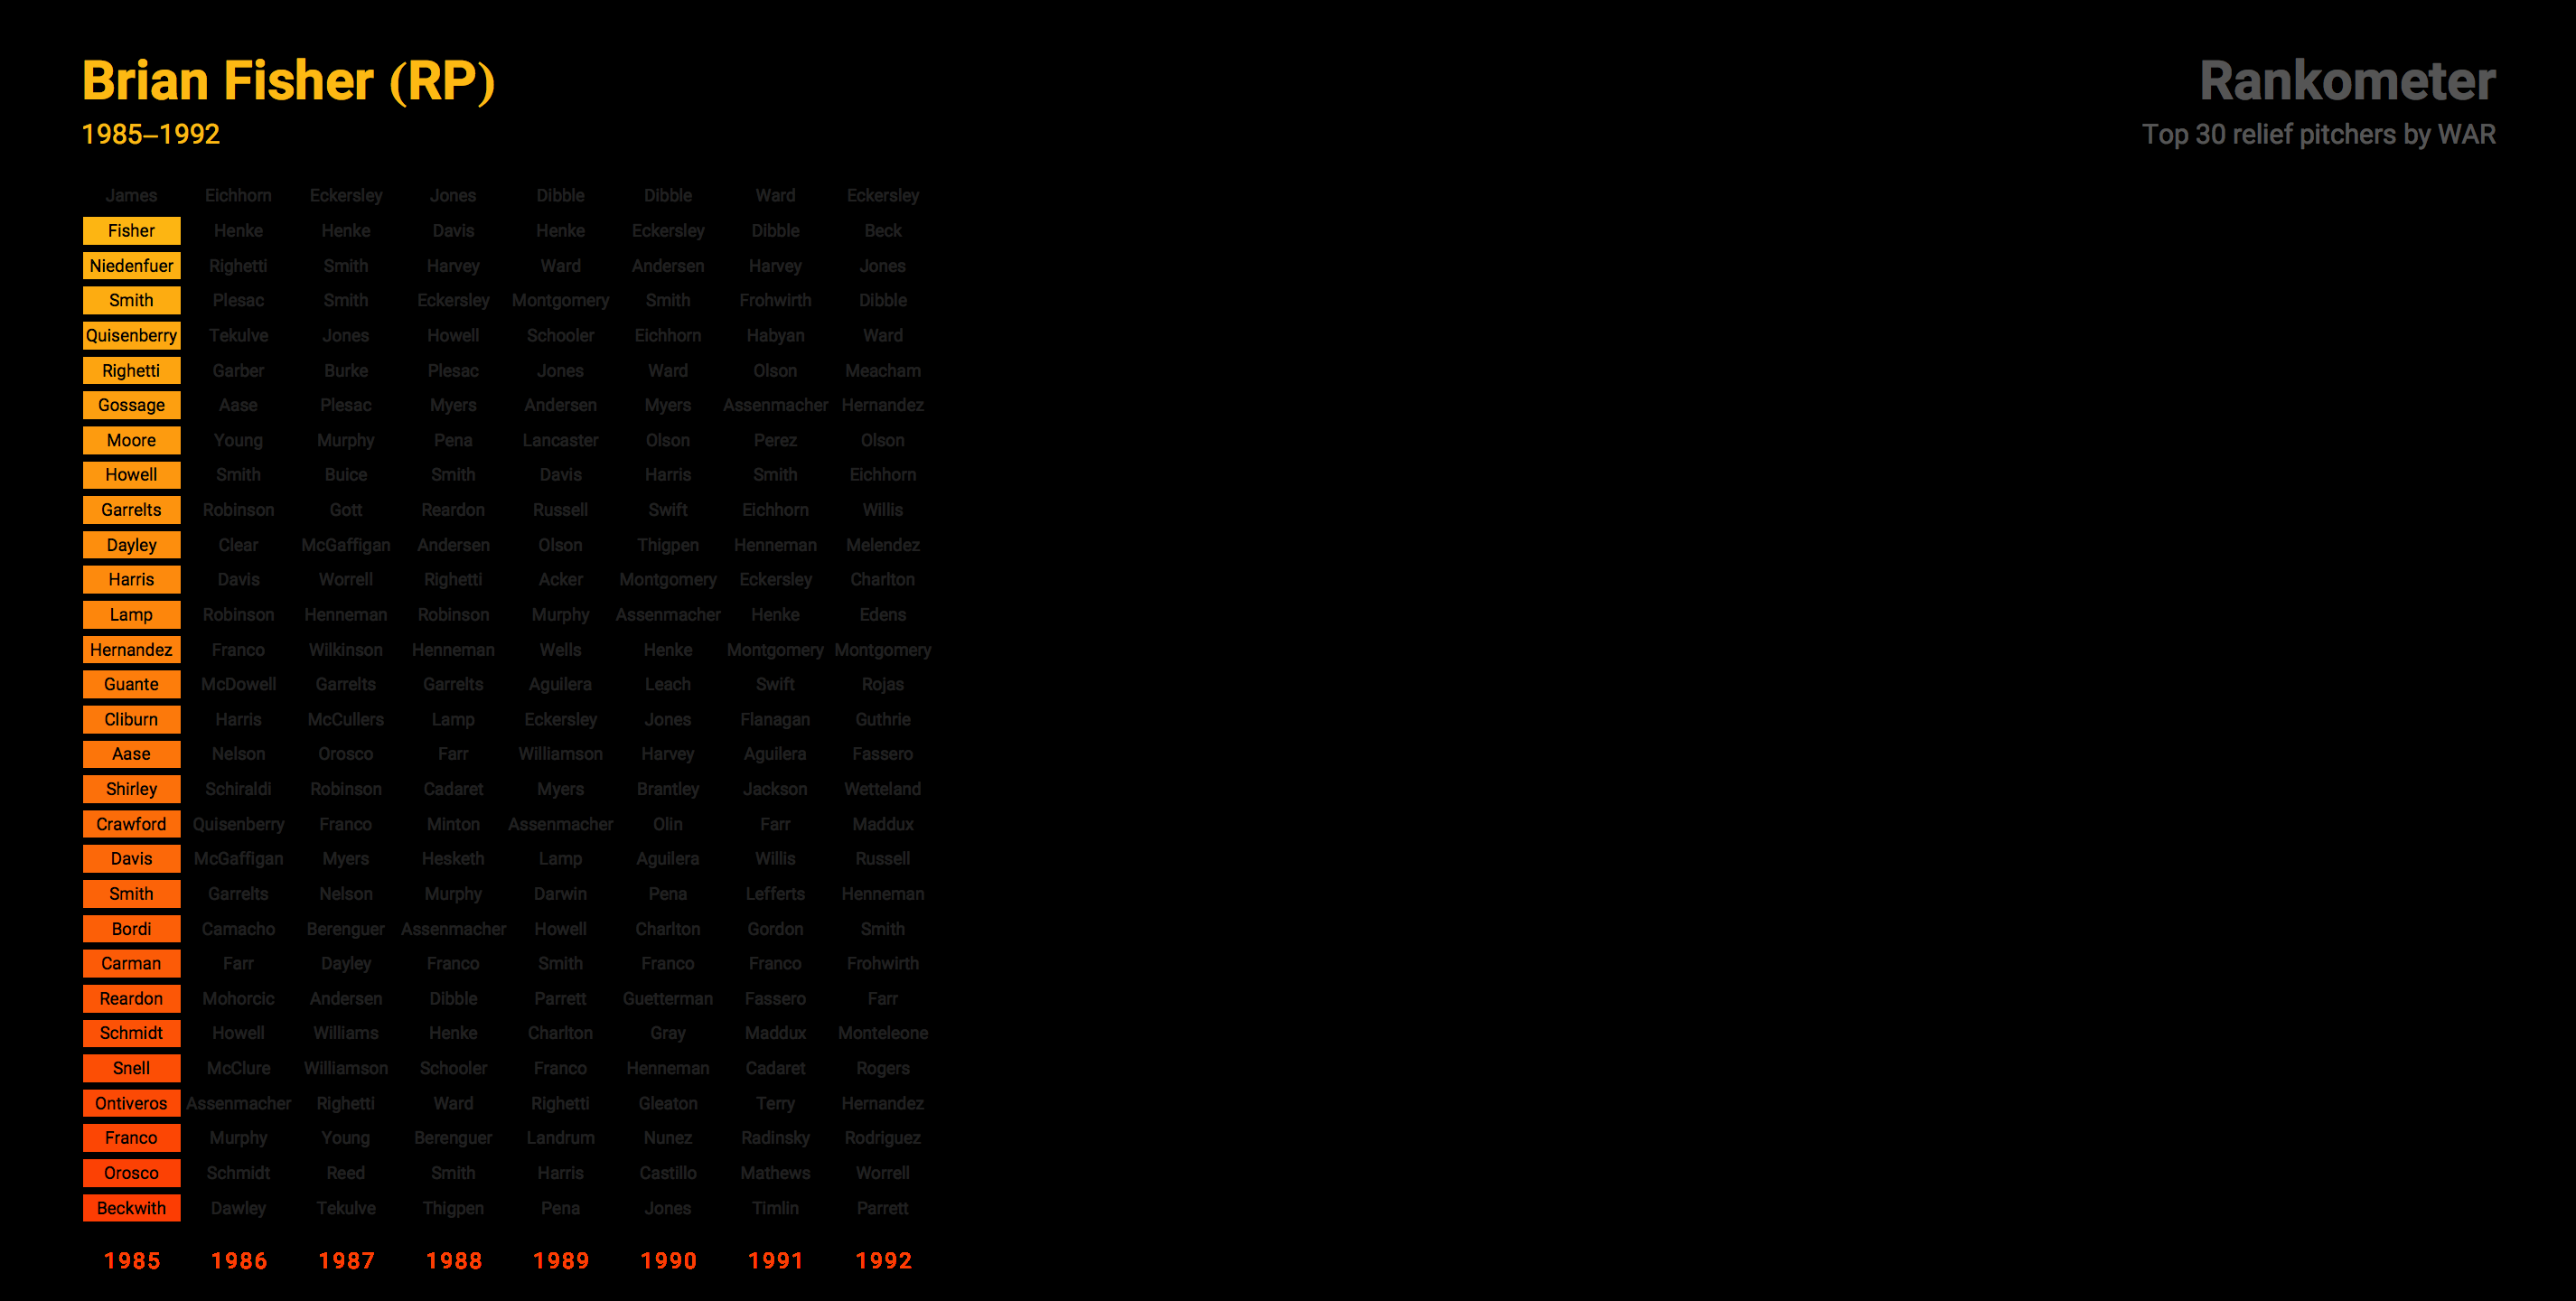 Brian Fisher (RP)
1985–1992
Rankometer
Top 30 relief pitchers by WAR
James Eichhorn Eckersley Jones Dibble Dibble Ward Eckersley
Fisher Henke Henke Davis Henke Eckersley Dibble Beck
Niedenfuer Righetti Smith Harvey Ward Andersen Harvey Jones
Smith Plesac Smith Eckersley Montgomery Smith Frohwirth Dibble
Quisenberry Tekulve Jones Howell Schooler Eichhorn Habyan Ward
Righetti Garber Burke Plesac Jones Ward Olson Meacham
Gossage Aase Plesac Myers Andersen Myers Assenmacher Hernandez
Moore Young Murphy Pena Lancaster Olson Perez Olson
Howell Smith Buice Smith Davis Harris Smith Eichhorn
Garrelts Robinson Gott Reardon Russell Swift Eichhorn Willis
Dayley Clear McGaffigan Andersen Olson Thigpen Henneman Melendez
Harris Davis Worrell Righetti Acker Montgomery Eckersley Charlton
Lamp Robinson Henneman Robinson Murphy Assenmacher Henke Edens
Hernandez Franco Wilkinson Henneman Wells Henke Montgomery Montgomery
Guante McDowell Garrelts Garrelts Aguilera Leach Swift Rojas
Cliburn Harris McCullers Lamp Eckersley Jones Flanagan Guthrie
Aase Nelson Orosco Farr Williamson Harvey Aguilera Fassero
Shirley Schiraldi Robinson Cadaret Myers Brantley Jackson Wetteland
Crawford Quisenberry Franco Minton Assenmacher Olin Farr Maddux
Davis McGaffigan Myers Hesketh Lamp Aguilera Willis Russell
Smith Garrelts Nelson Murphy Darwin Pena Lefferts Henneman
Bordi Camacho Berenguer Assenmacher Howell Charlton Gordon Smith
Carman Farr Dayley Franco Smith Franco Franco Frohwirth
Reardon Mohorcic Andersen Dibble Parrett Guetterman Fassero Farr
Schmidt Howell Williams Henke Charlton Gray Maddux Monteleone
Snell McClure Williamson Schooler Franco Henneman Cadaret Rogers
Ontiveros Assenmacher Righetti Ward Righetti Gleaton Terry Hernandez
Franco Murphy Young Berenguer Landrum Nunez Radinsky Rodriguez
Orosco Schmidt Reed Smith Harris Castillo Mathews Worrell
Beckwith Dawley Tekulve Thigpen Pena Jones Timlin Parrett
1985 1986 1987 1988 1989 1990 1991 1992